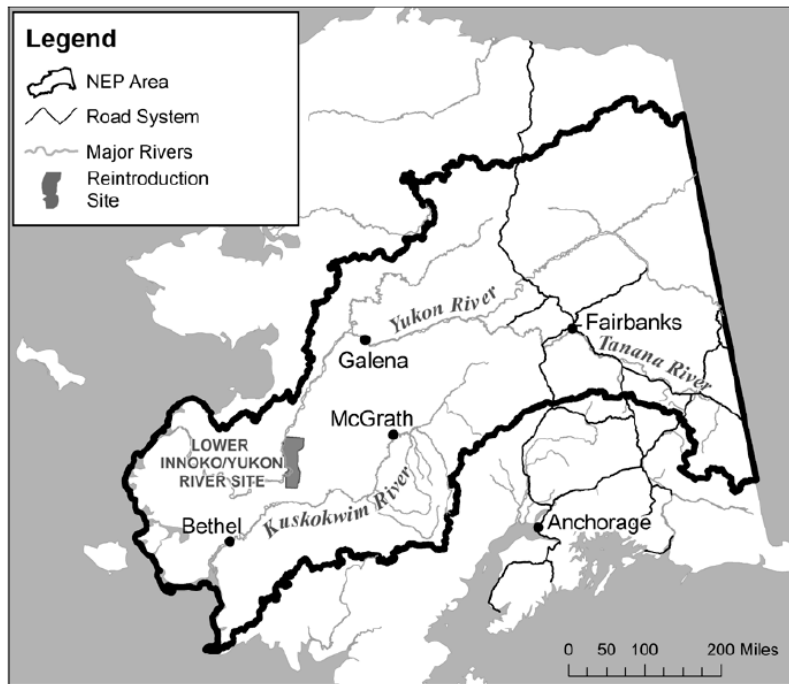 Legend
NEP Area
Road System
Major Rivers
Reintroduction
Site
Yukon River
Fairbanks
Galena
Tanana River
McGrath
LOWER
INNOKO/YUKON
RIVER SITE
Kuskokwim River
Bethel
Anchorage
0 50 100 200 Miles